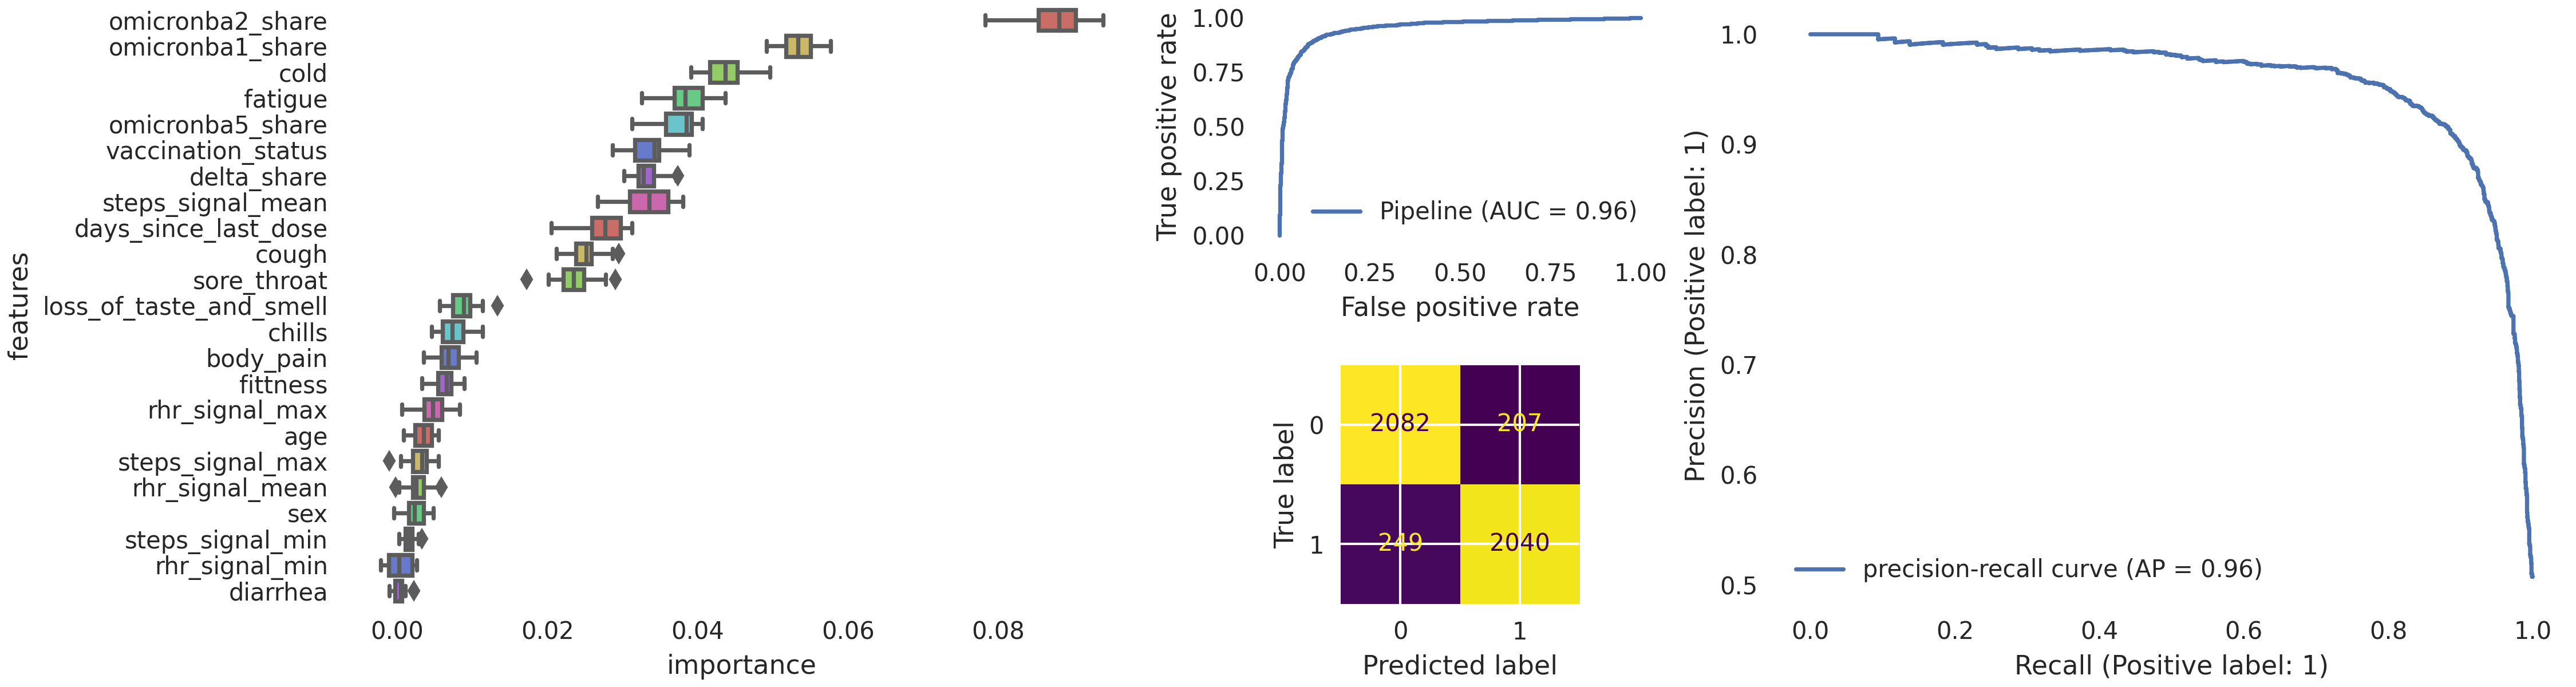 features
omicronba2_share
omicronba1_share
cold
fatigue
omicronba5_share
vaccination_status
delta_share
steps_signal_mean
days_since_last_dose
cough
sore_throat
loss_of_taste_and_smell
chills
body_pain
fittness
rhr_signal_max
age
steps_signal_max
rhr_signal_mean
sex
steps_signal_min
rhr_signal_min
diarrhea
0.00 0.02 0.04 0.06 0.08
importance
True positive rate
1.00
0.75
0.50
0.25
0.00
Pipeline (AUC = 0.96)
0.00 0.25 0.50 0.75 1.00
False positive rate
True label
0
1
2082 207
249 2040
0 1
Predicted label
Precision (Positive label: 1)
1.0
0.9
0.8
0.7
0.6
0.5
precision-recall curve (AP = 0.96)
0.0 0.2 0.4 0.6 0.8 1.0
Recall (Positive label: 1)